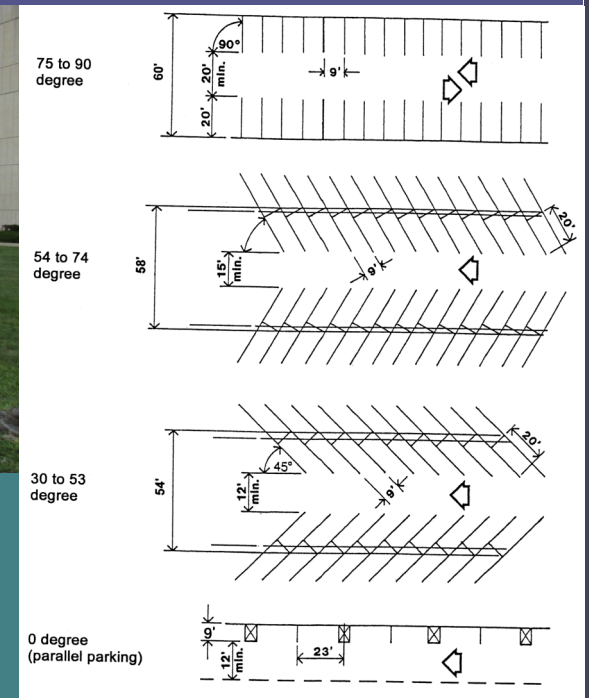 75 to 90
degree
60'
90°
20'
min.
20'
9'
54 to 74
degree
58'
15'
min.
9'
20'
30 to 53
degree
54'
45°
12'
min.
9'
20'
0 degree
(parallel parking)
9'
12'
min.
23'